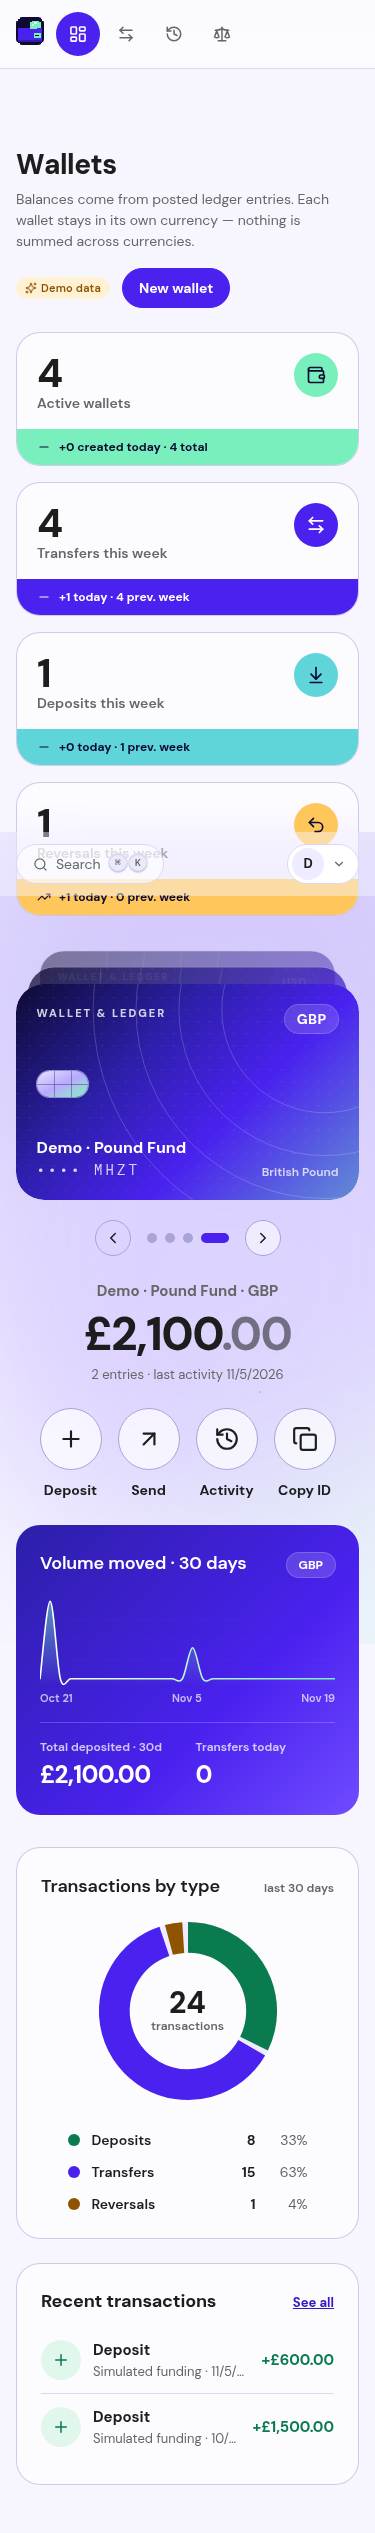 Wallets
Balances come from posted ledger entries. Each
wallet stays in its own currency — nothing is
summed across currencies.
Demo data
New wallet
4
Active wallets
+0 created today · 4 total
4
Transfers this week
+1 today · 4 prev. week
1
Deposits this week
+0 today · 1 prev. week
1
Reversals this week
Search ⌘ K
D
+1 today · 0 prev. week
WALLET & LEDGER
USD
WALLET & LEDGER
GBP
Demo · Pound Fund
•••• MHZT
British Pound
Demo · Pound Fund · GBP
£2,100.00
2 entries · last activity 11/5/2026
Deposit
Send
Activity
Copy ID
Volume moved · 30 days
GBP
Oct 21
Nov 5
Nov 19
Total deposited · 30d
Transfers today
£2,100.00
0
Transactions by type
last 30 days
24
transactions
Deposits 8 33%
Transfers 15 63%
Reversals 1 4%
Recent transactions
See all
Deposit
Simulated funding · 11/5/...
+£600.00
Deposit
Simulated funding · 10/...
+£1,500.00